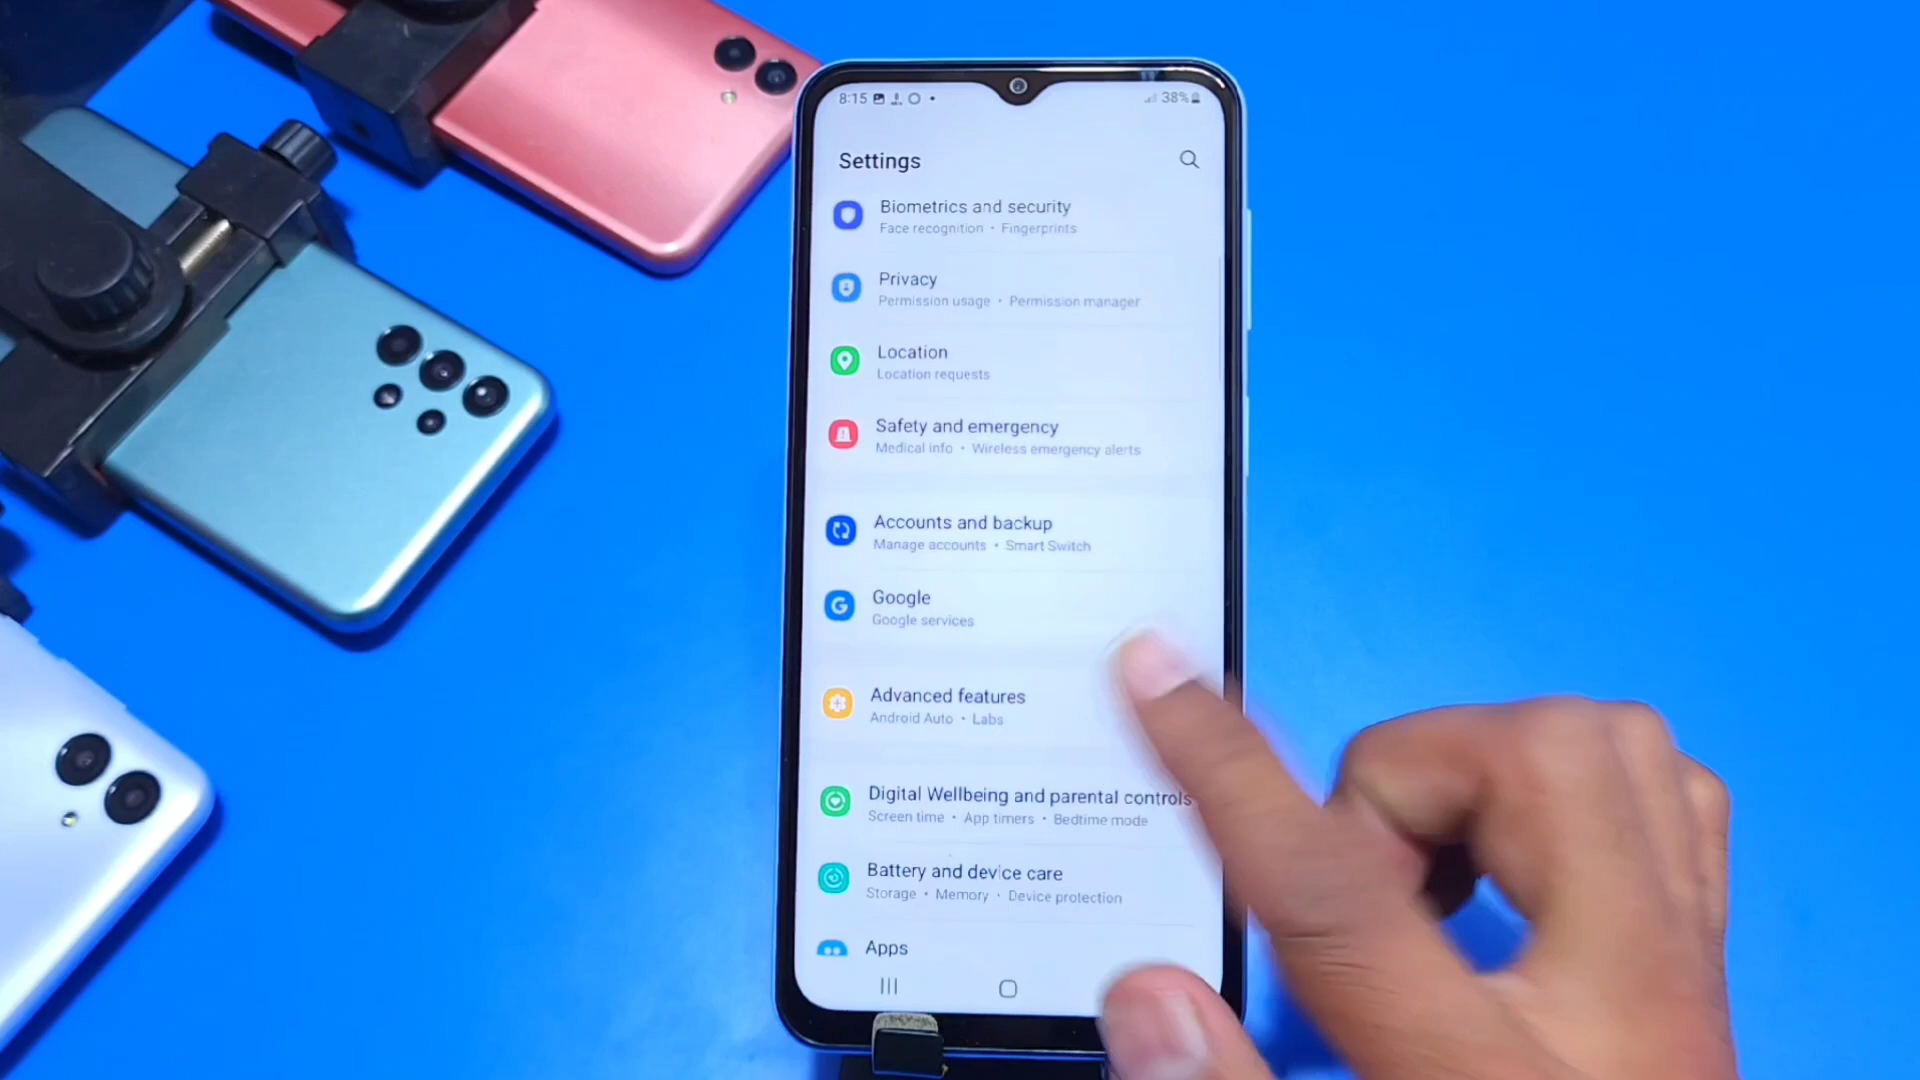 8:15
38%
Settings
Biometrics and security
Face recognition • Fingerprints
Privacy
Permission usage • Permission manager
Location
Location requests
Safety and emergency
Medical info • Wireless emergency alerts
Accounts and backup
Manage accounts • Smart Switch
Google
Google services
Advanced features
Android Auto • Labs
Digital Wellbeing and parental controls
Screen time • App timers • Bedtime mode
Battery and device care
Storage • Memory • Device protection
Apps